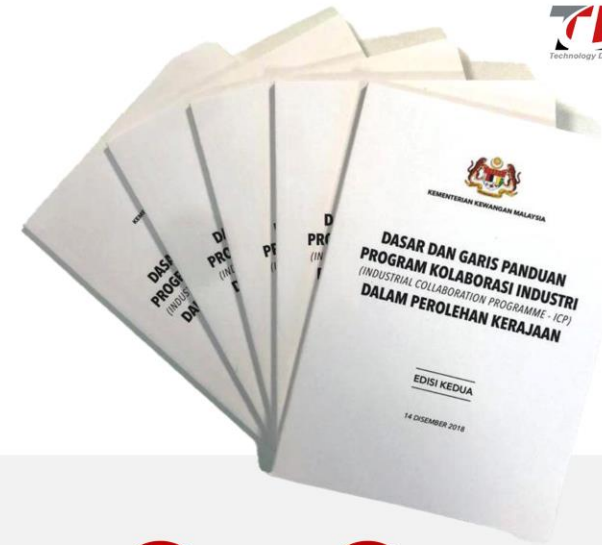 Technology D
KEMENTERIAN KEWANGAN MALAYSIA
DASAR DAN GARIS PANDUAN
PROGRAM KOLABORASI INDUSTRI
(INDUSTRIAL COLLABORATION PROGRAMME - ICP)
DALAM PEROLEHAN KERAJAAN
EDISI KEDUA
14 DISEMBER 2018